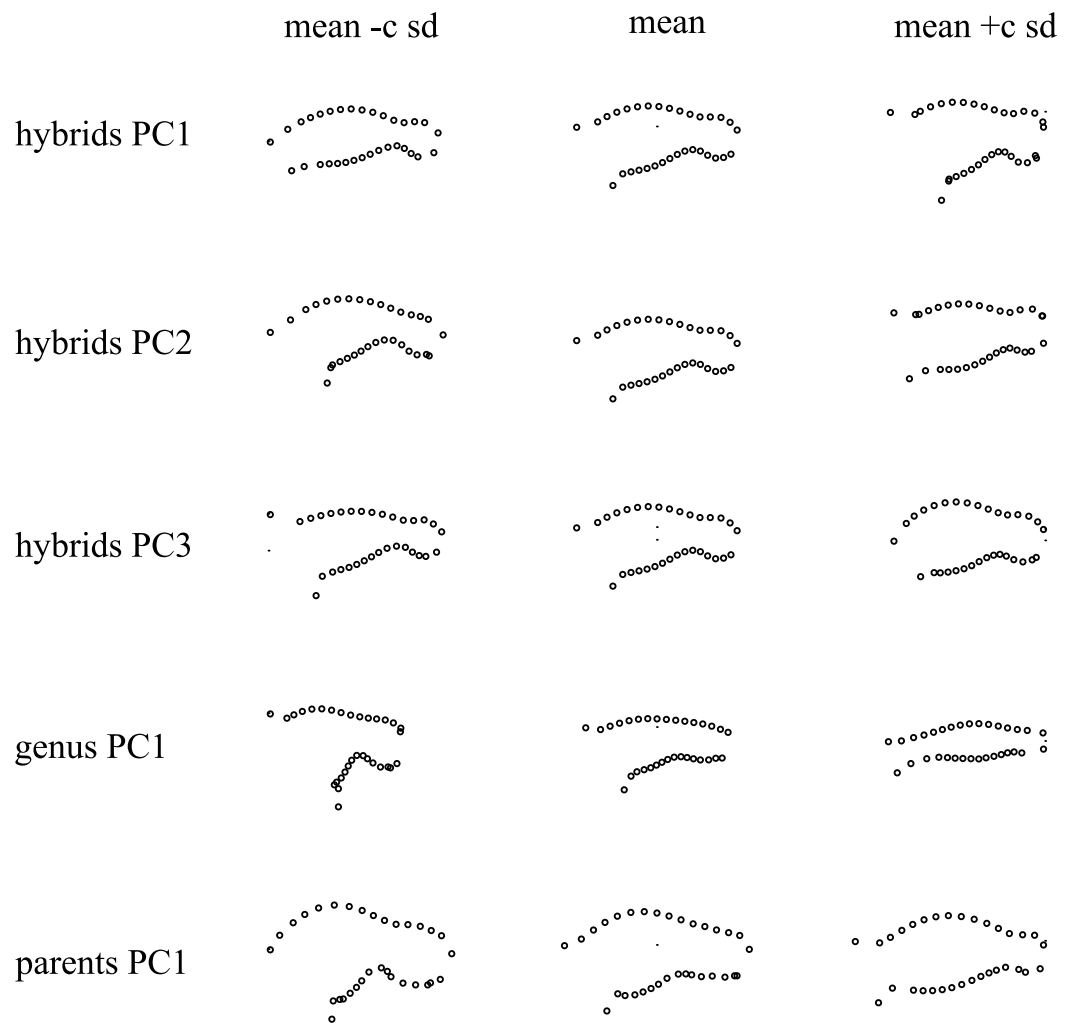 mean -c sd mean mean +c sd
hybrids PC1
hybrids PC2
hybrids PC3
genus PC1
parents PC1